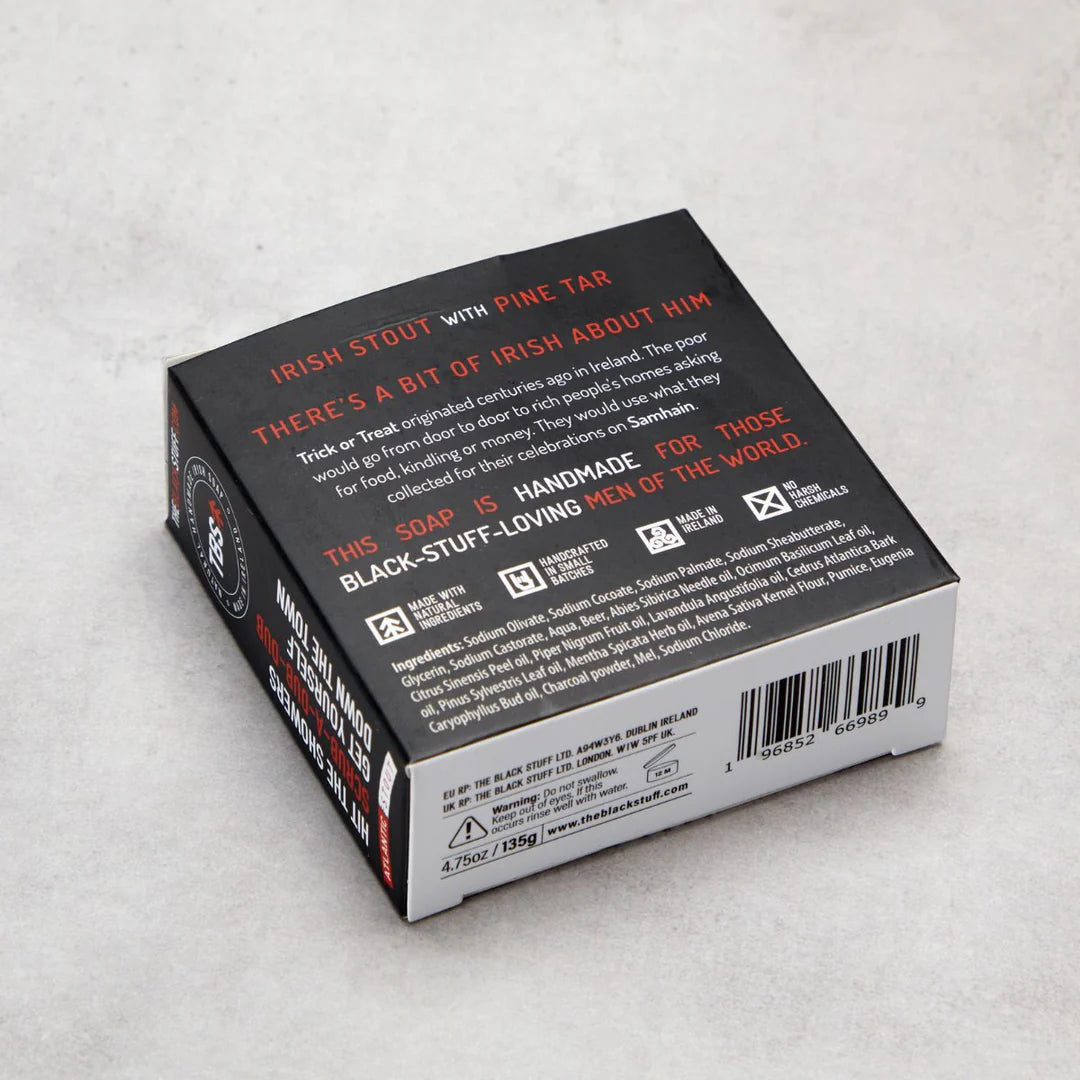 IRISH STOUT WITH PINE TAR
THERE'S A BIT OF IRISH ABOUT HIM
Trick or Treat originated centuries ago in Ireland. The poor
would go from door to door to rich people's homes asking
for food, kindling or money. They would use what they
collected for their celebrations on Samhain.
THIS SOAP IS HANDMADE FOR THOSE
BLACK-STUFF-LOVING MEN OF THE WORLD.
MADE WITH
NATURAL
INGREDIENTS
HANDCRAFTED
IN SMALL
BATCHES
MADE IN
IRELAND
NO
HARSH
CHEMICALS
Ingredients: Sodium Olivate, Sodium Cocoate, Sodium Palmate, Sodium Sheabutterate,
Glycerin, Sodium Castorate, Aqua, Beer, Abies Sibirica Needle oil, Ocimum Basilicum Leaf oil,
Citrus Sinensis Peel oil, Piper Nigrum Fruit oil, Lavandula Angustifolia oil, Cedrus Atlantica Bark
oil, Pinus Sylvestris Leaf oil, Mentha Spicata Herb oil, Avena Sativa Kernel Flour, Pumice, Eugenia
Caryophyllus Bud oil, Charcoal powder, Mel, Sodium Chloride.
EU RP: THE BLACK STUFF LTD. A94W3Y6. DUBLIN IRELAND
UK RP: THE BLACK STUFF LTD. LONDON. W1W 5PF UK.
Warning: Do not swallow.
Keep out of eyes. If this
occurs rinse well with water.
12 M
4.75oz / 135g
www.theblackstuff.com
1 96852 66989 9
HIT THE SHOWERS
SCRUB-A-DUB-DUB
GET YOURSELF
DOWN THE TOWN
ATLANTIC
TBS
HANDMADE IRISH SOAP
THE BLACK STUFF